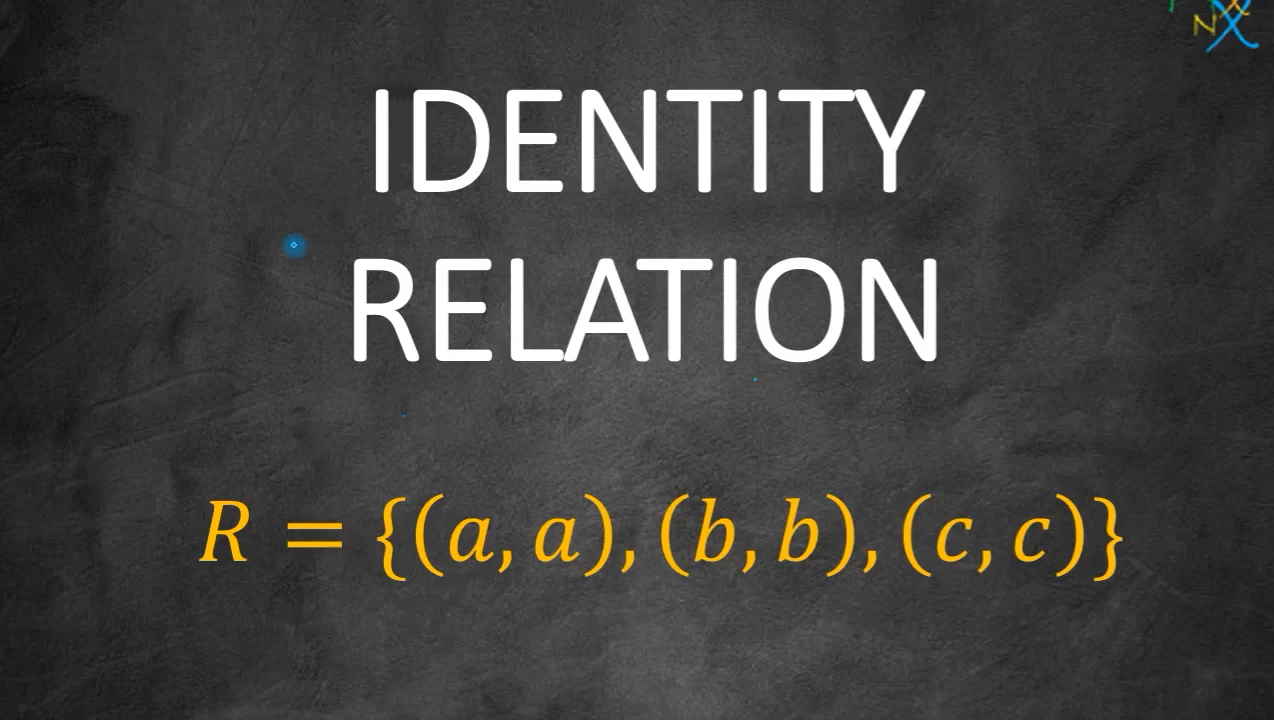 IDENTITY
RELATION
R = {(a, a), (b, b), (c, c)}